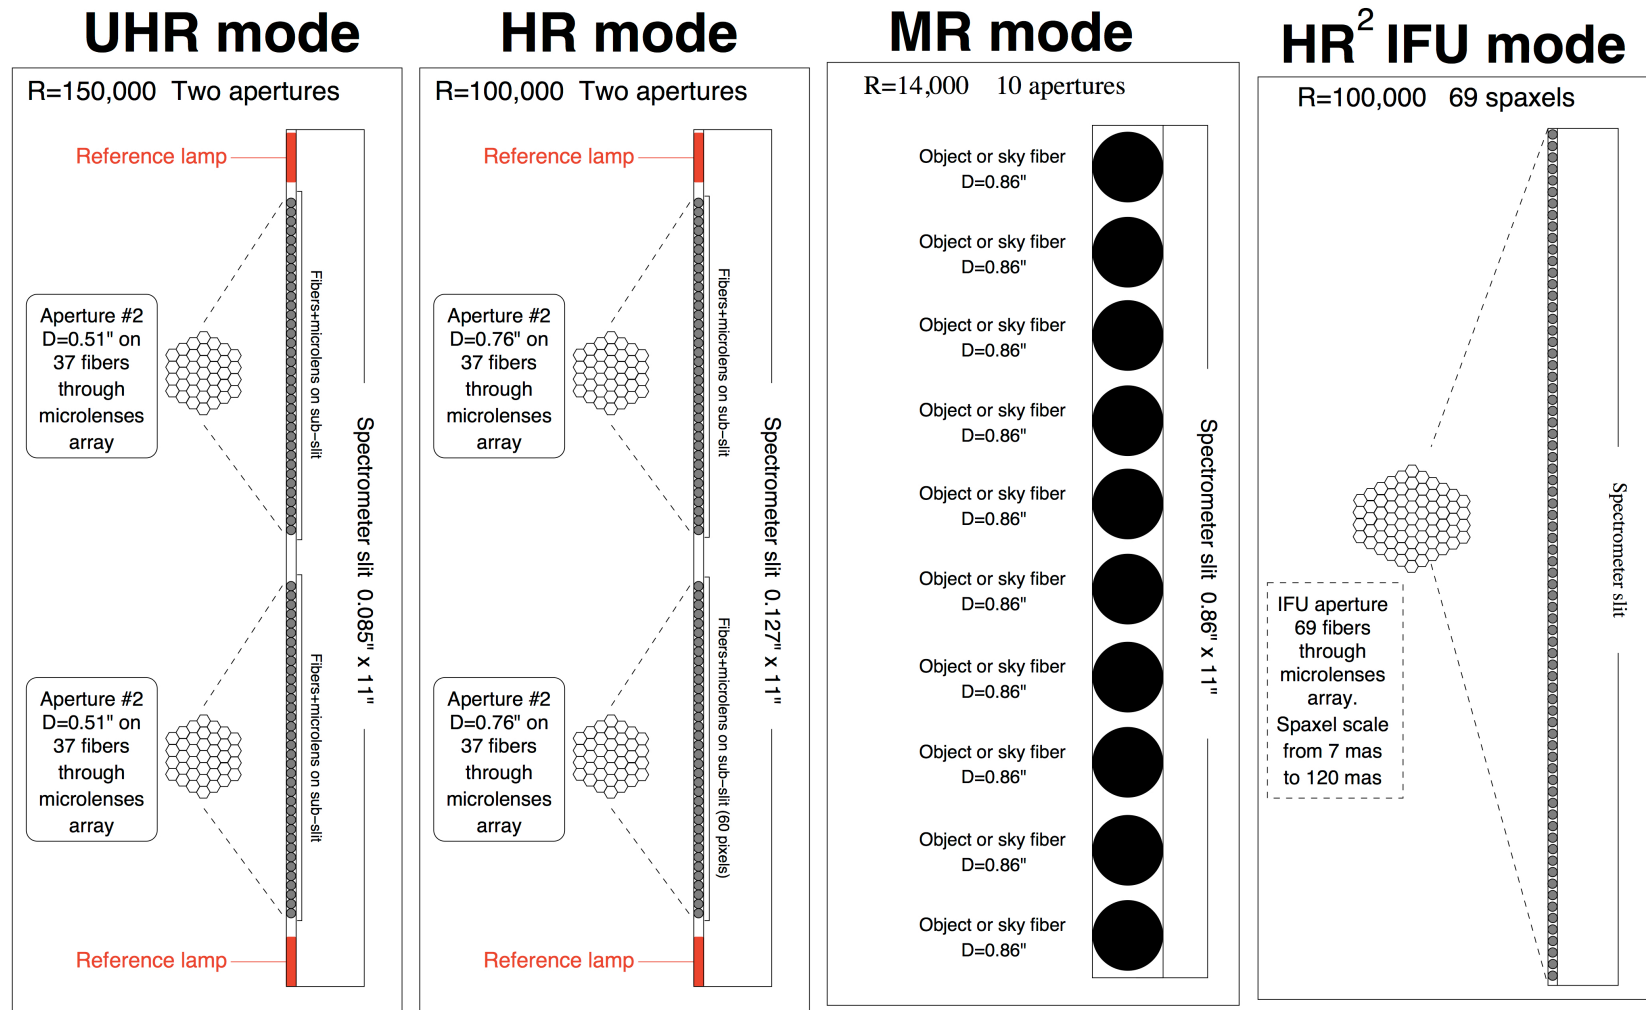 UHR mode
R=150,000 Two apertures
Reference lamp
Aperture #2
D=0.51" on
37 fibers
through
microlenses
array
Fibers+microlens on sub-slit
Spectrometer slit 0.085" x 11"
Aperture #2
D=0.51" on
37 fibers
through
microlenses
array
Fibers+microlens on sub-slit
Reference lamp
HR mode
R=100,000 Two apertures
Reference lamp
Aperture #2
D=0.76" on
37 fibers
through
microlenses
array
Fibers+microlens on sub-slit
Spectrometer slit 0.127" x 11"
Aperture #2
D=0.76" on
37 fibers
through
microlenses
array
Fibers+microlens on sub-slit (60 pixels)
Reference lamp
MR mode
R=14,000 10 apertures
Object or sky fiber
D=0.86"
Object or sky fiber
D=0.86"
Object or sky fiber
D=0.86"
Object or sky fiber
D=0.86"
Object or sky fiber
D=0.86"
Object or sky fiber
D=0.86"
Object or sky fiber
D=0.86"
Object or sky fiber
D=0.86"
Object or sky fiber
D=0.86"
Object or sky fiber
D=0.86"
Spectrometer slit 0.86" x 11"
HR² IFU mode
R=100,000 69 spaxels
IFU aperture
69 fibers
through
microlenses
array.
Spaxel scale
from 7 mas
to 120 mas
Spectrometer slit